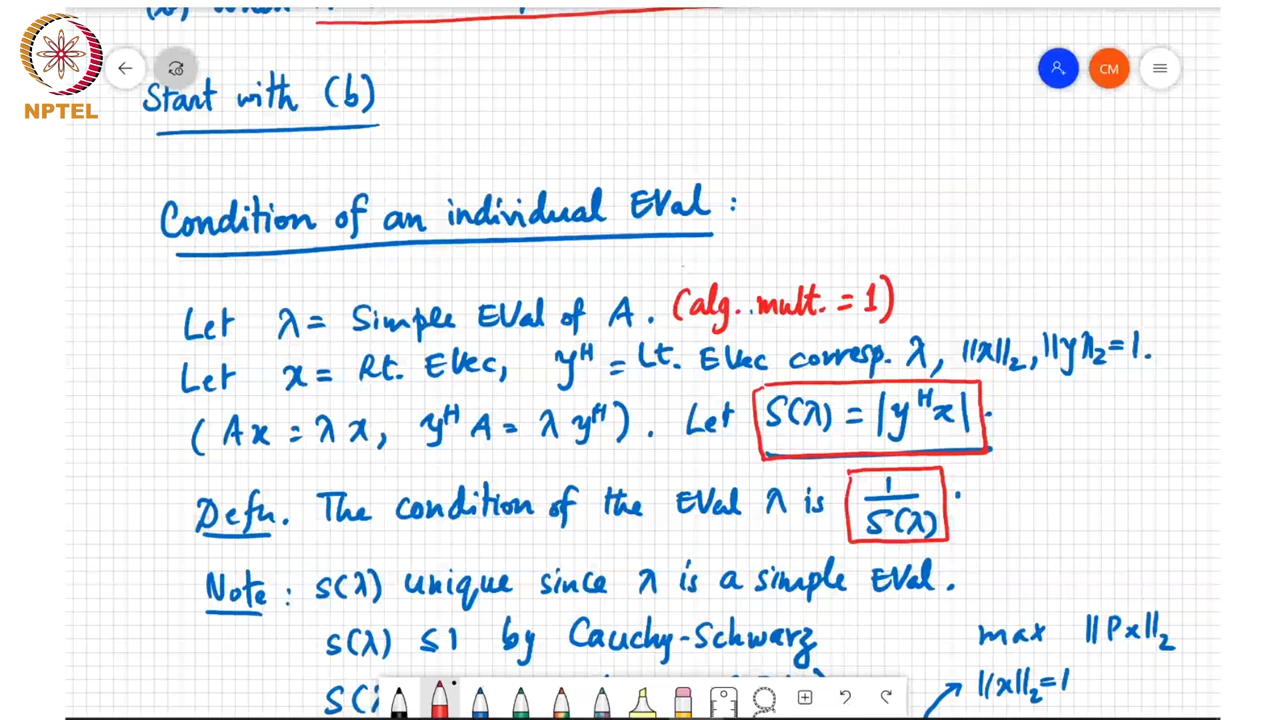 NPTEL
CM
Start with (b)
Condition of an individual EVal :
Let λ = Simple EVal of A. (alg. mult. = 1)
Let x = Rt. EVec, y^H = Lt. EVec corresp. λ, ||x||₂, ||y||₂ = 1.
( Ax = λx, y^H A = λ y^H ). Let S(λ) = |y^H x|.
Defn. The condition of the EVal λ is 1/S(λ).
Note : S(λ) unique since λ is a simple EVal.
S(λ) ≤ 1 by Cauchy-Schwarz
max ||Px||₂
||x||₂=1